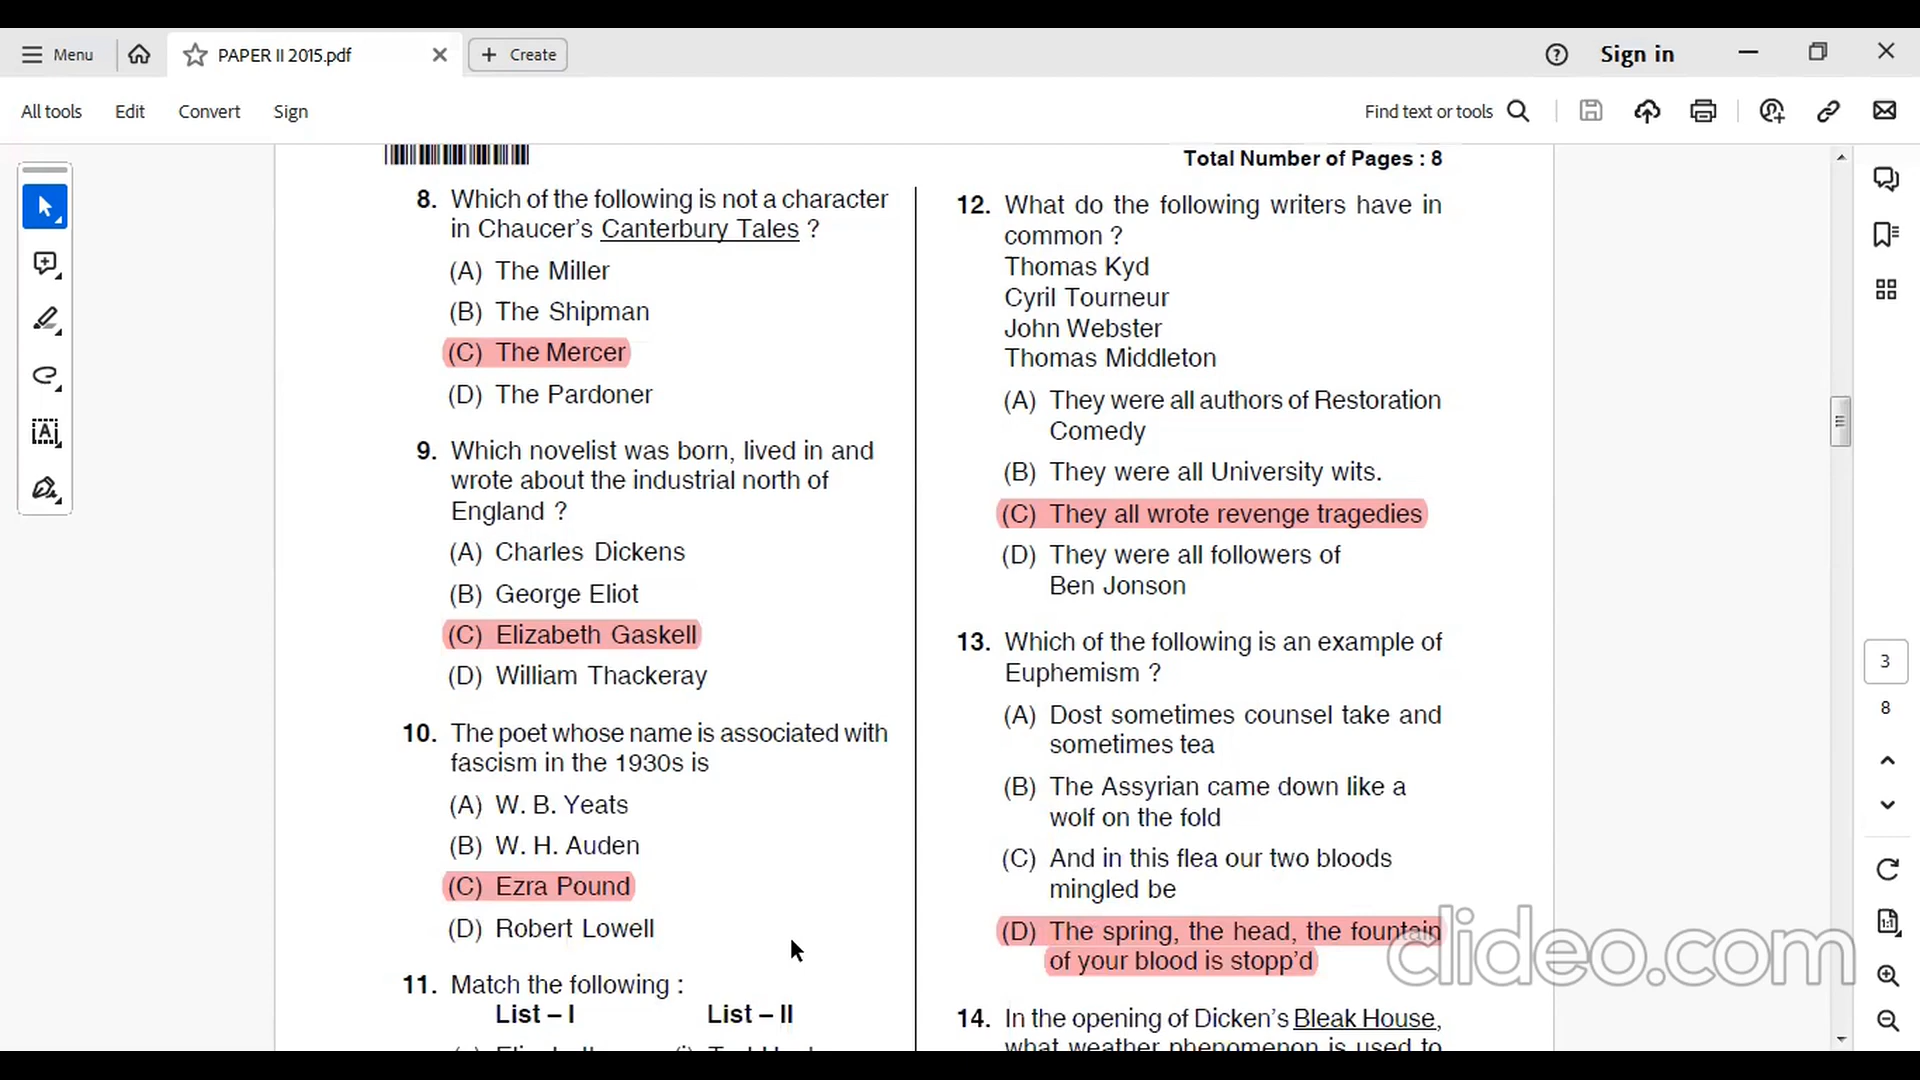 Menu
PAPER II 2015.pdf
Create
Sign in
All tools
Edit
Convert
Sign
Find text or tools
Total Number of Pages : 8
8. Which of the following is not a character
in Chaucer's Canterbury Tales ?
(A) The Miller
(B) The Shipman
(C) The Mercer
(D) The Pardoner
9. Which novelist was born, lived in and
wrote about the industrial north of
England ?
(A) Charles Dickens
(B) George Eliot
(C) Elizabeth Gaskell
(D) William Thackeray
10. The poet whose name is associated with
fascism in the 1930s is
(A) W. B. Yeats
(B) W. H. Auden
(C) Ezra Pound
(D) Robert Lowell
11. Match the following :
List – I List – II
12. What do the following writers have in
common ?
Thomas Kyd
Cyril Tourneur
John Webster
Thomas Middleton
(A) They were all authors of Restoration
Comedy
(B) They were all University wits.
(C) They all wrote revenge tragedies
(D) They were all followers of
Ben Jonson
13. Which of the following is an example of
Euphemism ?
(A) Dost sometimes counsel take and
sometimes tea
(B) The Assyrian came down like a
wolf on the fold
(C) And in this flea our two bloods
mingled be
(D) The spring, the head, the fountain
of your blood is stopp'd
14. In the opening of Dicken's Bleak House,
what weather phenomenon is used to
3
8
clideo.com